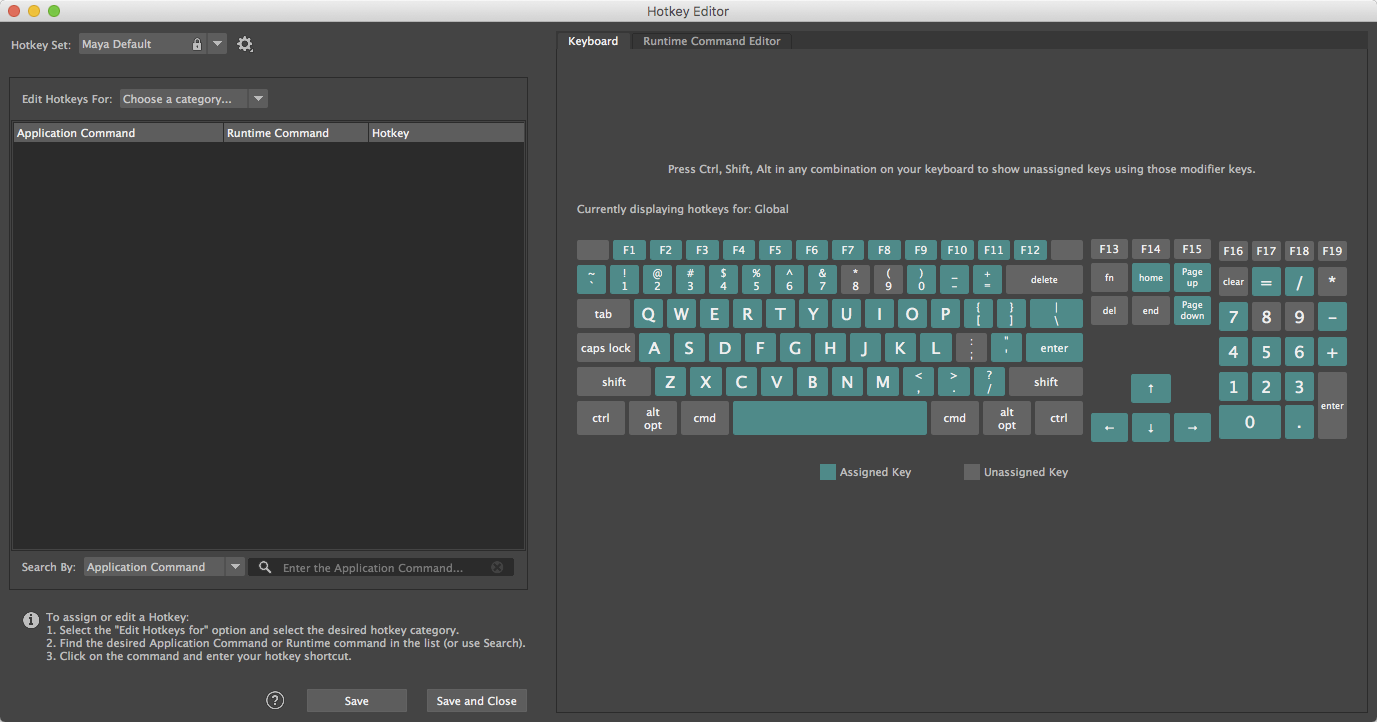 Hotkey Editor
Hotkey Set: Maya Default
Edit Hotkeys For: Choose a category...
Application Command Runtime Command Hotkey
Search By: Application Command Enter the Application Command...
To assign or edit a Hotkey:
1. Select the "Edit Hotkeys for" option and select the desired hotkey category.
2. Find the desired Application Command or Runtime command in the list (or use Search).
3. Click on the command and enter your hotkey shortcut.
? Save Save and Close
Keyboard Runtime Command Editor
Press Ctrl, Shift, Alt in any combination on your keyboard to show unassigned keys using those modifier keys.
Currently displaying hotkeys for: Global
F1 F2 F3 F4 F5 F6 F7 F8 F9 F10 F11 F12 F13 F14 F15 F16 F17 F18 F19
~ ! @ # $ % ^ & * ( ) _ +
` 1 2 3 4 5 6 7 8 9 0 - = delete fn home Page up clear = / *
tab Q W E R T Y U I O P { [ } ] | \ del end Page down 7 8 9 -
caps lock A S D F G H J K L : ; " ' enter 4 5 6 +
shift Z X C V B N M < , > . ? / shift ↑ 1 2 3 enter
ctrl alt opt cmd cmd alt opt ctrl ← ↓ → 0 .
Assigned Key Unassigned Key